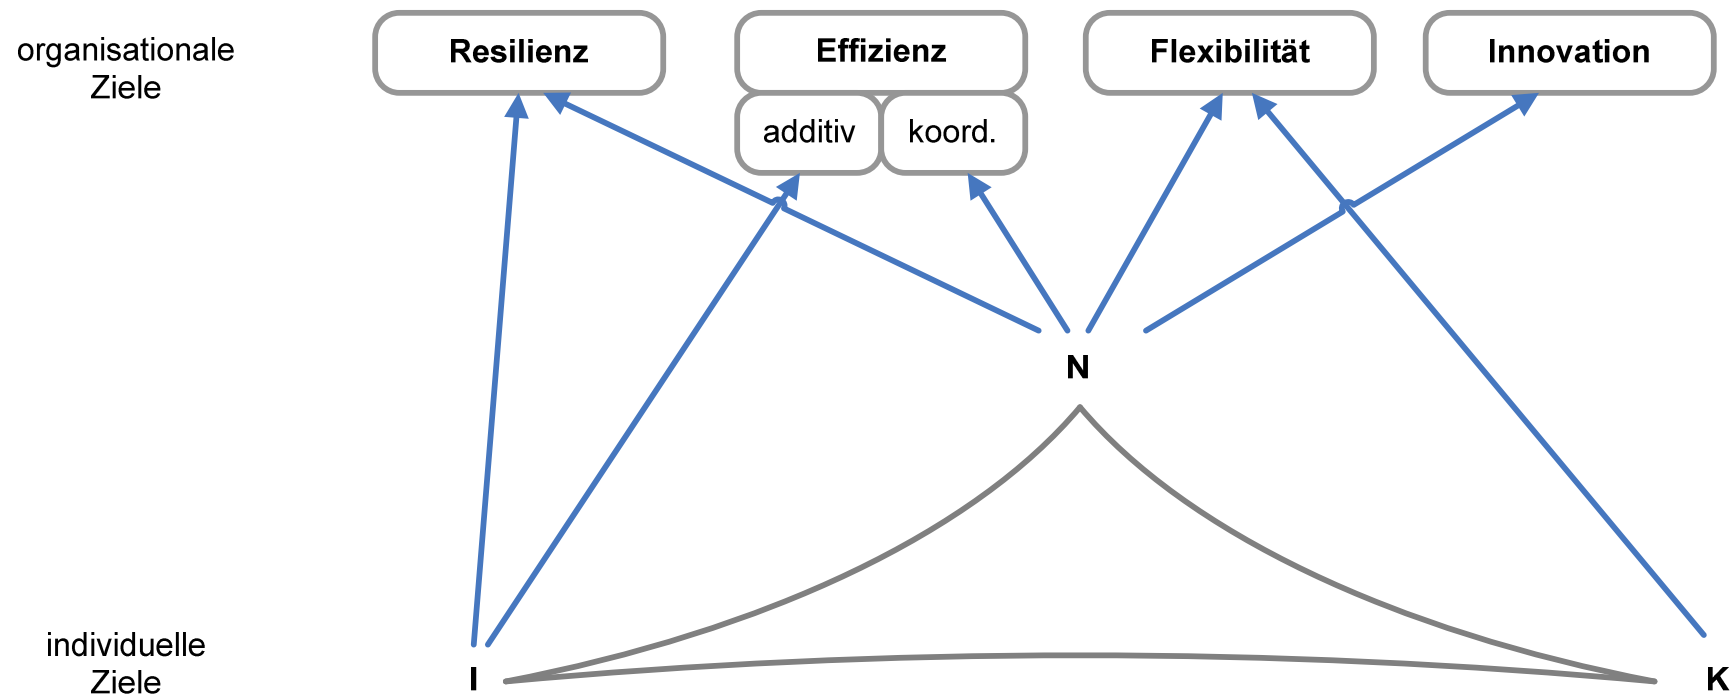 organisationale
Ziele
Resilienz
Effizienz
Flexibilität
Innovation
additiv
koord.
N
individuelle
Ziele
I
K